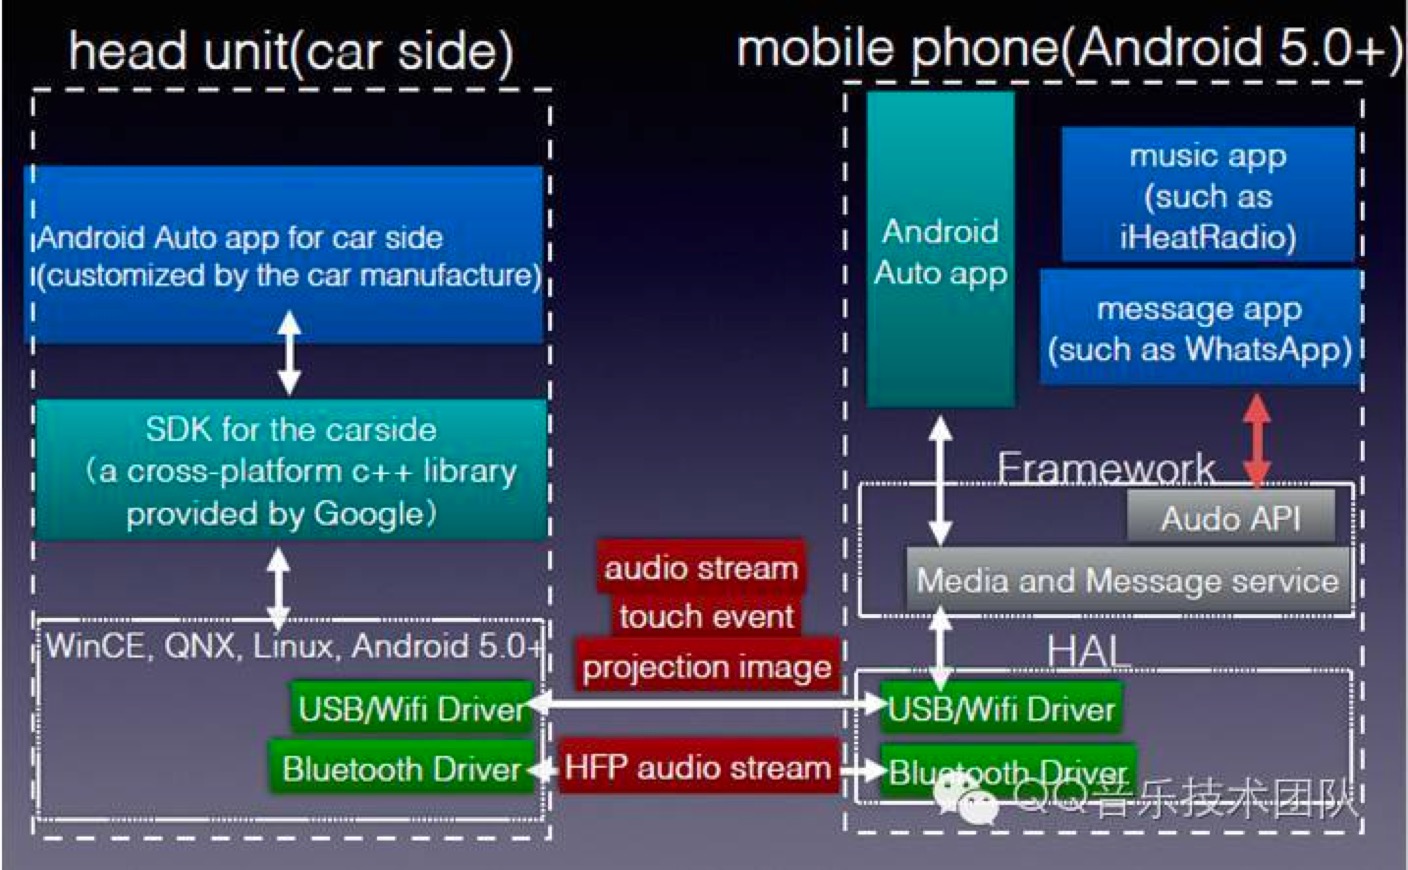 head unit(car side)
mobile phone(Android 5.0+)
Android Auto app for car side
(customized by the car manufacture)
SDK for the carside
（a cross-platform c++ library
provided by Google）
WinCE, QNX, Linux, Android 5.0+
USB/Wifi Driver
Bluetooth Driver
audio stream
touch event
projection image
HFP audio stream
Android
Auto app
music app
(such as
iHeatRadio)
message app
(such as WhatsApp)
Framework
Audo API
Media and Message service
HAL
USB/Wifi Driver
Bluetooth Driver
QQ音乐技术团队